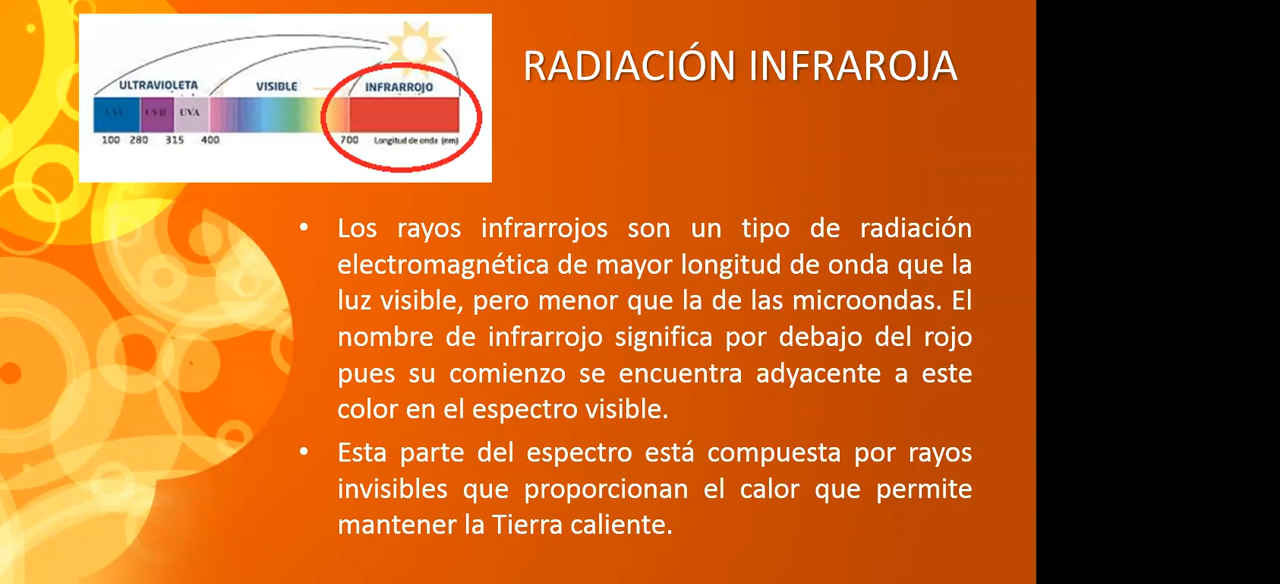 ULTRAVIOLETA VISIBLE INFRARROJO
UVC UVB UVA
100 280 315 400 700 Longitud de onda (nm)
RADIACIÓN INFRAROJA
• Los rayos infrarrojos son un tipo de radiación
electromagnética de mayor longitud de onda que la
luz visible, pero menor que la de las microondas. El
nombre de infrarrojo significa por debajo del rojo
pues su comienzo se encuentra adyacente a este
color en el espectro visible.
• Esta parte del espectro está compuesta por rayos
invisibles que proporcionan el calor que permite
mantener la Tierra caliente.